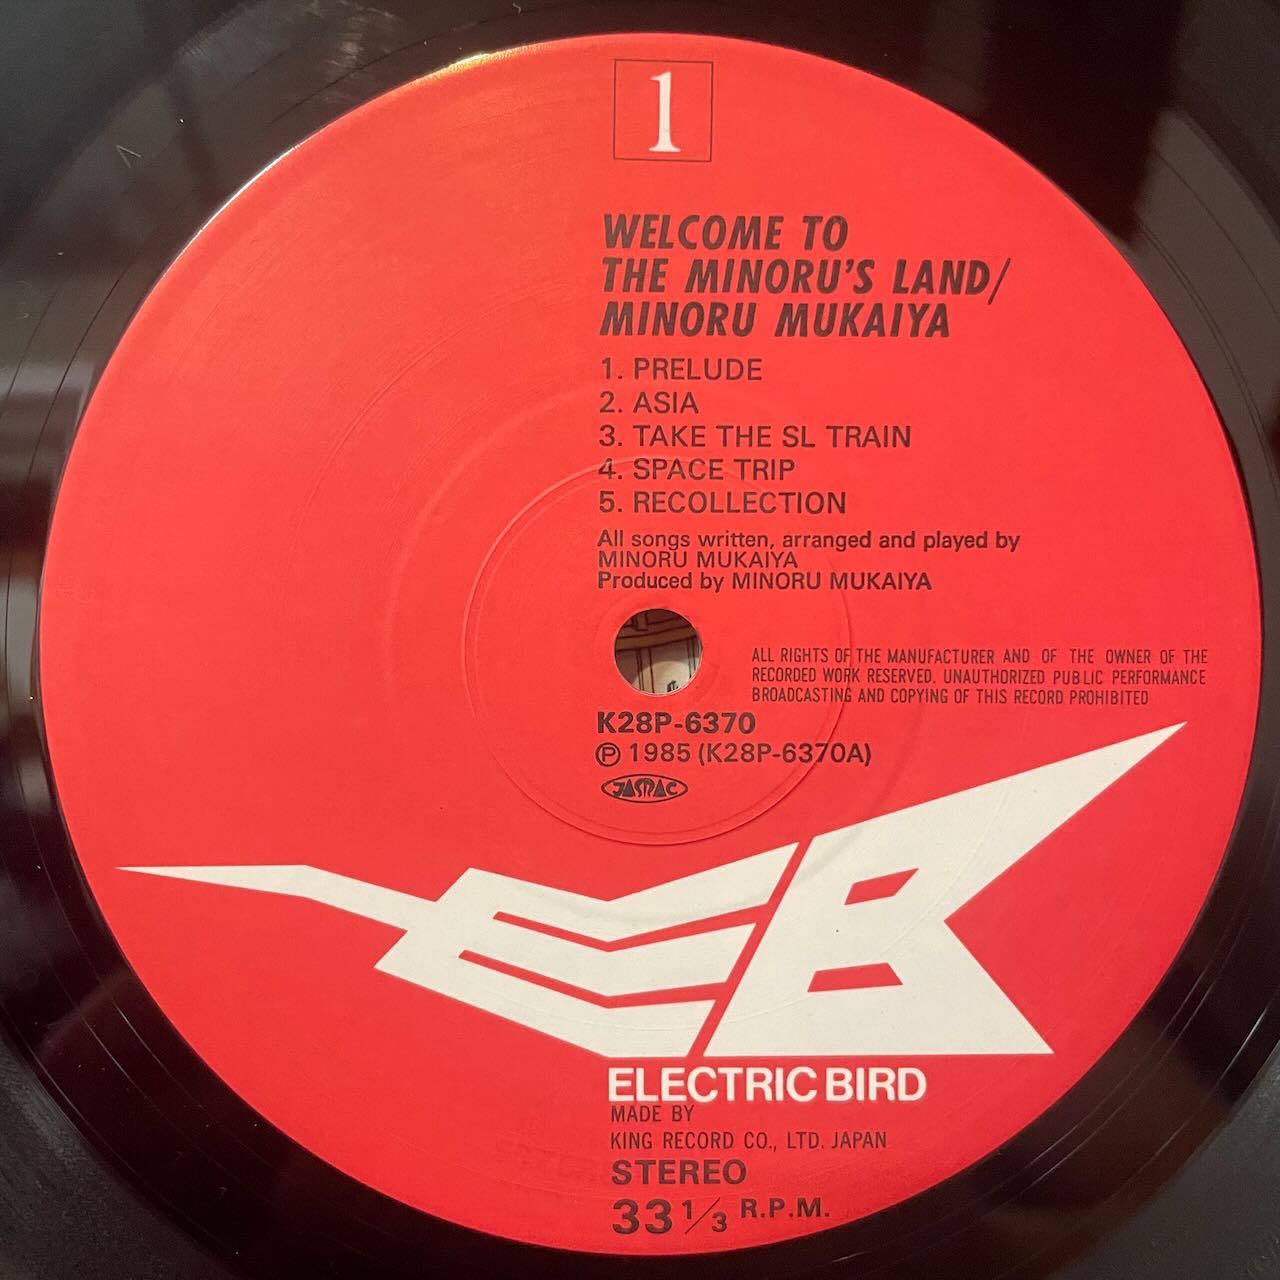 1
WELCOME TO
THE MINORU'S LAND/
MINORU MUKAIYA
1. PRELUDE
2. ASIA
3. TAKE THE SL TRAIN
4. SPACE TRIP
5. RECOLLECTION
All songs written, arranged and played by
MINORU MUKAIYA
Produced by MINORU MUKAIYA
ALL RIGHTS OF THE MANUFACTURER AND OF THE OWNER OF THE
RECORDED WORK RESERVED. UNAUTHORIZED PUBLIC PERFORMANCE
BROADCASTING AND COPYING OF THIS RECORD PROHIBITED
K28P-6370
℗ 1985 (K28P-6370A)
JASRAC
EB
ELECTRIC BIRD
MADE BY
KING RECORD CO., LTD. JAPAN
STEREO
33 1/3 R.P.M.